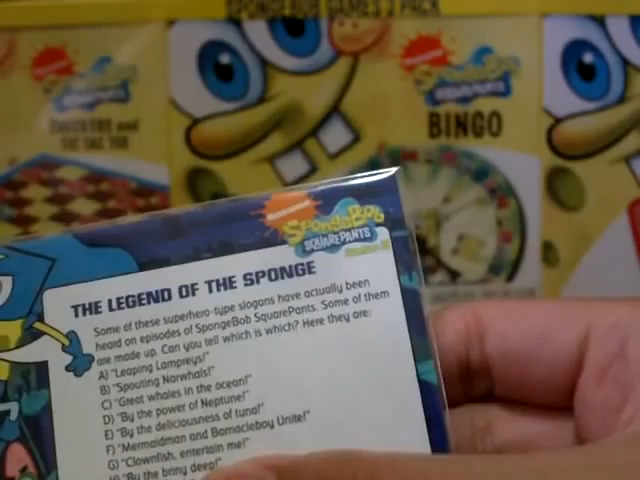 SPONGEBOB GAMES 3 PACK
nickelodeon
SPONGEBOB
SQUAREPANTS
CHECKERS and
TIC TAC TOE
nickelodeon
SPONGEBOB
SQUAREPANTS
BINGO
nickelodeon
SPONGEBOB
SQUAREPANTS
THE LEGEND OF THE SPONGE
Some of these superhero-type slogans have actually been
heard on episodes of SpongeBob SquarePants. Some of them
are made up. Can you tell which is which? Here they are:
A) "Leaping Lampreys!"
B) "Spouting Narwhals!"
C) "Great whales in the ocean!"
D) "By the power of Neptune!"
E) "By the deliciousness of tuna!"
F) "Mermaidman and Barnacleboy Unite!"
G) "Clownfish, entertain me!"
H) "By the briny deep!"